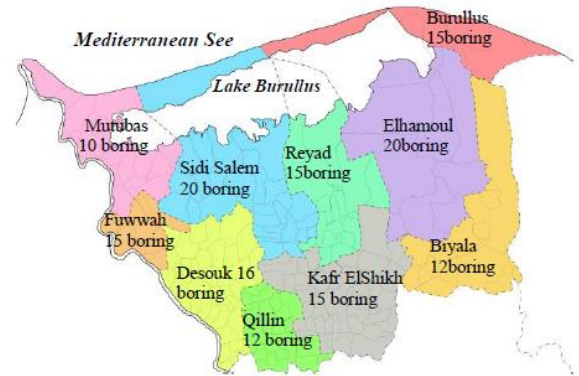 Burullus
15boring
Mediterranean See
Lake Burullus
Mutubas
10 boring
Elhamoul
20boring
Sidi Salem
20 boring
Reyad
15boring
Fuwwah
15 boring
Biyala
12boring
Desouk 16
boring
Kafr ElShikh
15 boring
Qillin
12 boring